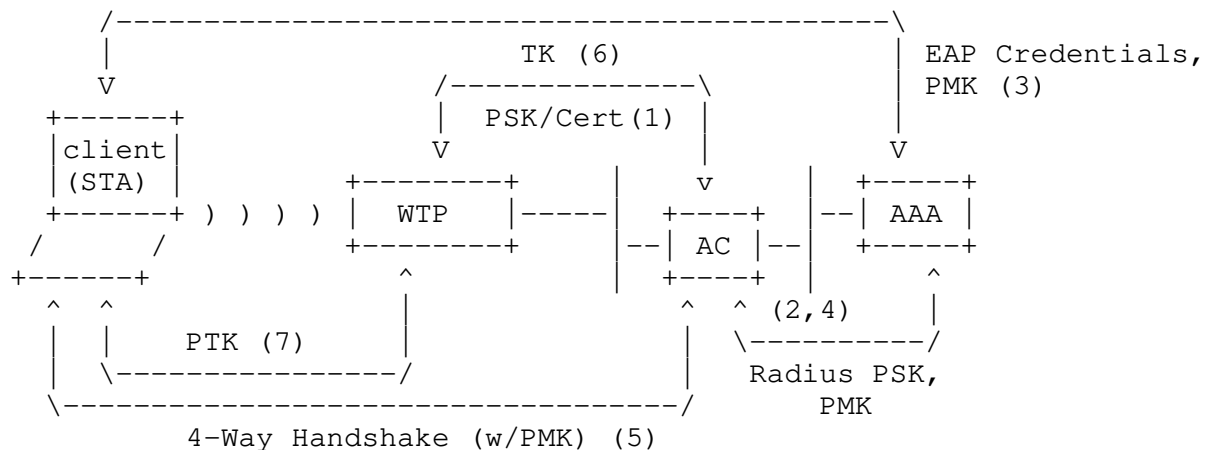 TK (6)
EAP Credentials,
PMK (3)
PSK/Cert(1)
client
(STA)
) ) ) )
WTP
AC
AAA
(2,4)
PTK (7)
Radius PSK,
PMK
4-Way Handshake (w/PMK) (5)